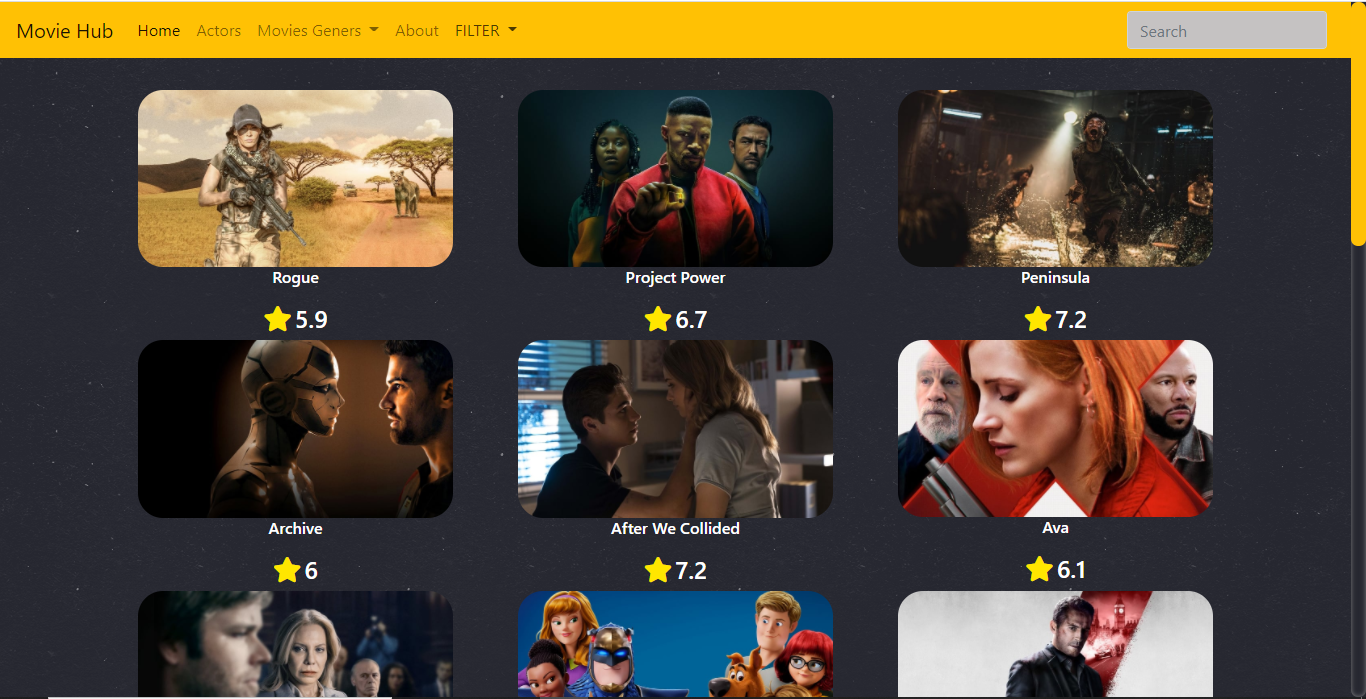 Movie Hub Home Actors Movies Geners About FILTER Search
Rogue Project Power Peninsula
5.9 6.7 7.2
Archive After We Collided Ava
6 7.2 6.1